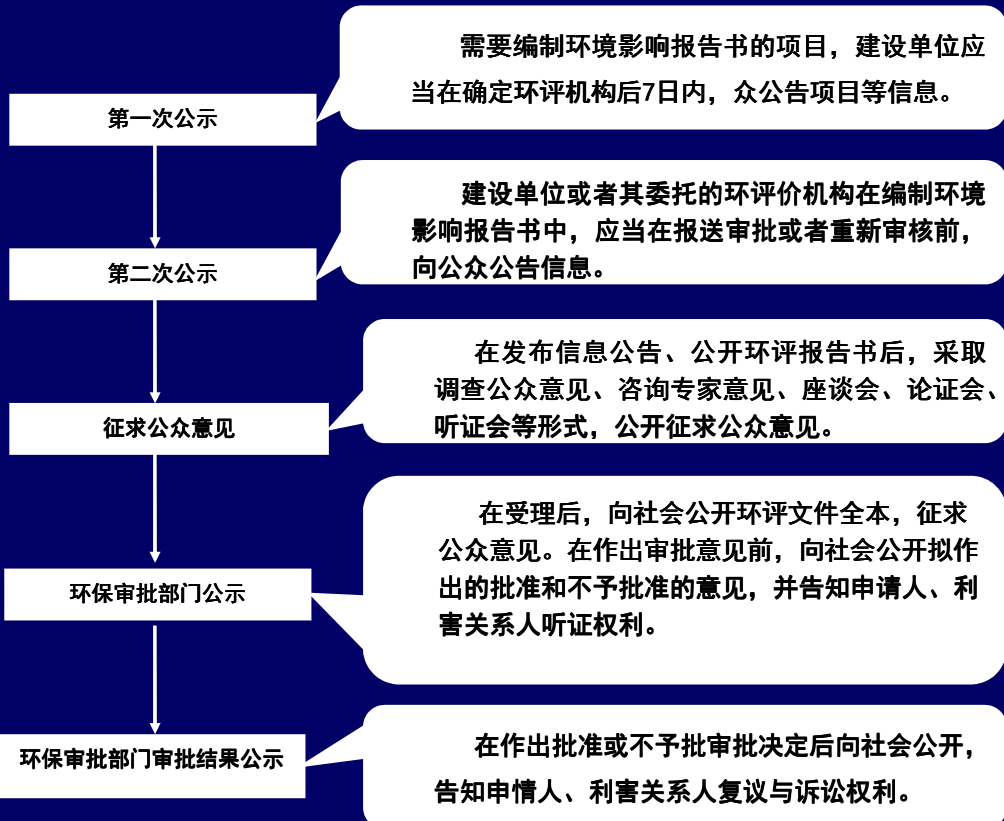 需要编制环境影响报告书的项目，建设单位应
当在确定环评机构后7日内，众公告项目等信息。
第一次公示
建设单位或者其委托的环评价机构在编制环境
影响报告书中，应当在报送审批或者重新审核前，
向公众公告信息。
第二次公示
在发布信息公告、公开环评报告书后，采取
调查公众意见、咨询专家意见、座谈会、论证会、
听证会等形式，公开征求公众意见。
征求公众意见
在受理后，向社会公开环评文件全本，征求
公众意见。在作出审批意见前，向社会公开拟作
出的批准和不予批准的意见，并告知申请人、利
害关系人听证权利。
环保审批部门公示
在作出批准或不予批审批决定后向社会公开，
告知申情人、利害关系人复议与诉讼权利。
环保审批部门审批结果公示